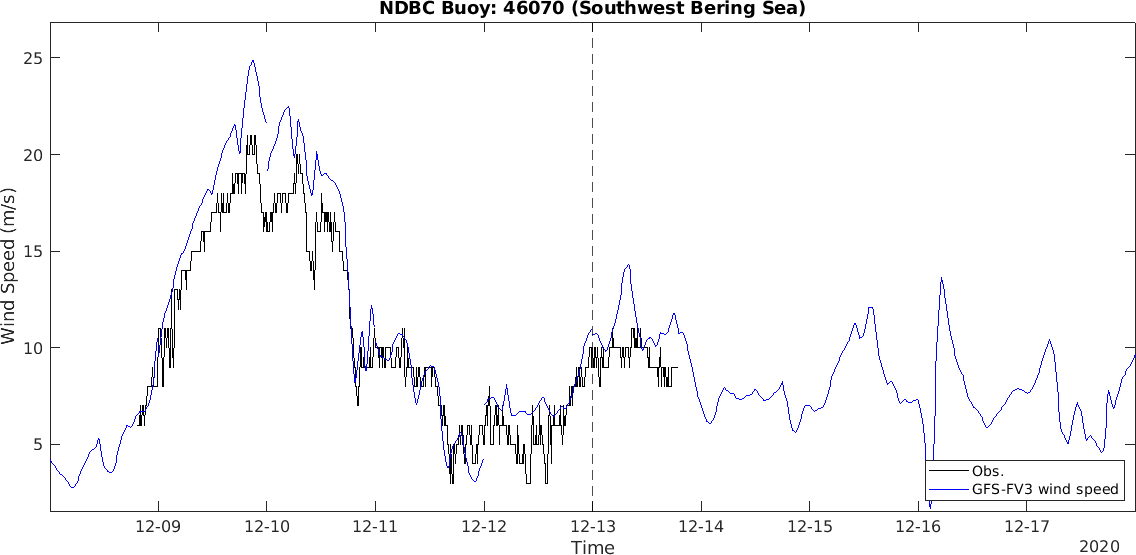 NDBC Buoy: 46070 (Southwest Bering Sea)
Wind Speed (m/s)
25
20
15
10
5
Obs.
GFS-FV3 wind speed
12-09 12-10 12-11 12-12 12-13 12-14 12-15 12-16 12-17
Time
2020